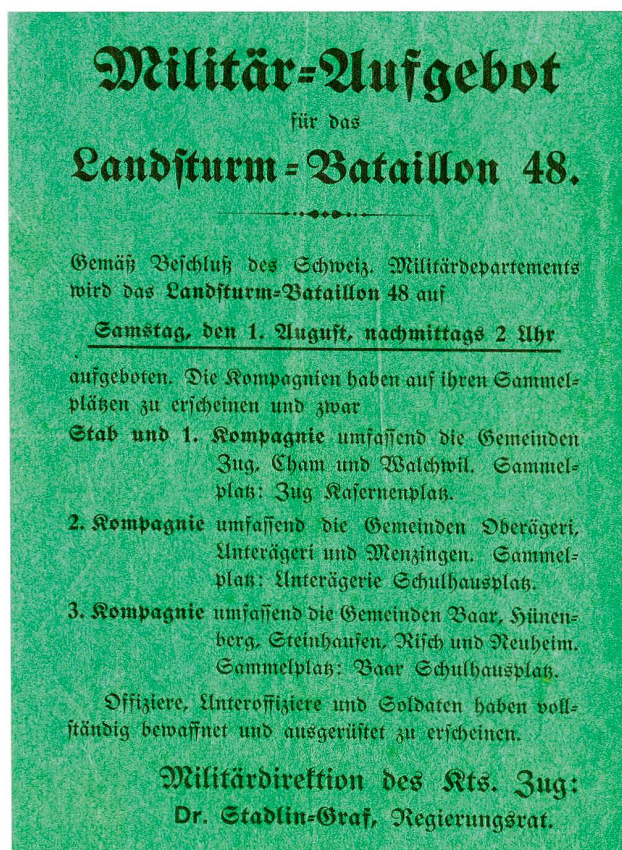 Militär-Aufgebot
für das
Landsturm-Bataillon 48.
Gemäß Beschluß des Schweiz. Militärdepartements
wird das Landsturm-Bataillon 48 auf
Samstag, den 1. August, nachmittags 2 Uhr
aufgeboten. Die Kompagnien haben auf ihren Sammel-
plätzen zu erscheinen und zwar
Stab und 1. Kompagnie umfassend die Gemeinden
Zug, Cham und Walchwil. Sammel-
platz: Zug Kasernenplatz.
2. Kompagnie umfassend die Gemeinden Oberägeri,
Unterägeri und Menzingen. Sammel-
platz: Unterägerie Schulhausplatz.
3. Kompagnie umfassend die Gemeinden Baar, Hünen-
berg, Steinhausen, Risch und Neuheim.
Sammelplatz: Baar Schulhausplatz.
Offiziere, Unteroffiziere und Soldaten haben voll-
ständig bewaffnet und ausgerüstet zu erscheinen.
Militärdirektion des Kts. Zug:
Dr. Stadlin-Graf, Regierungsrat.